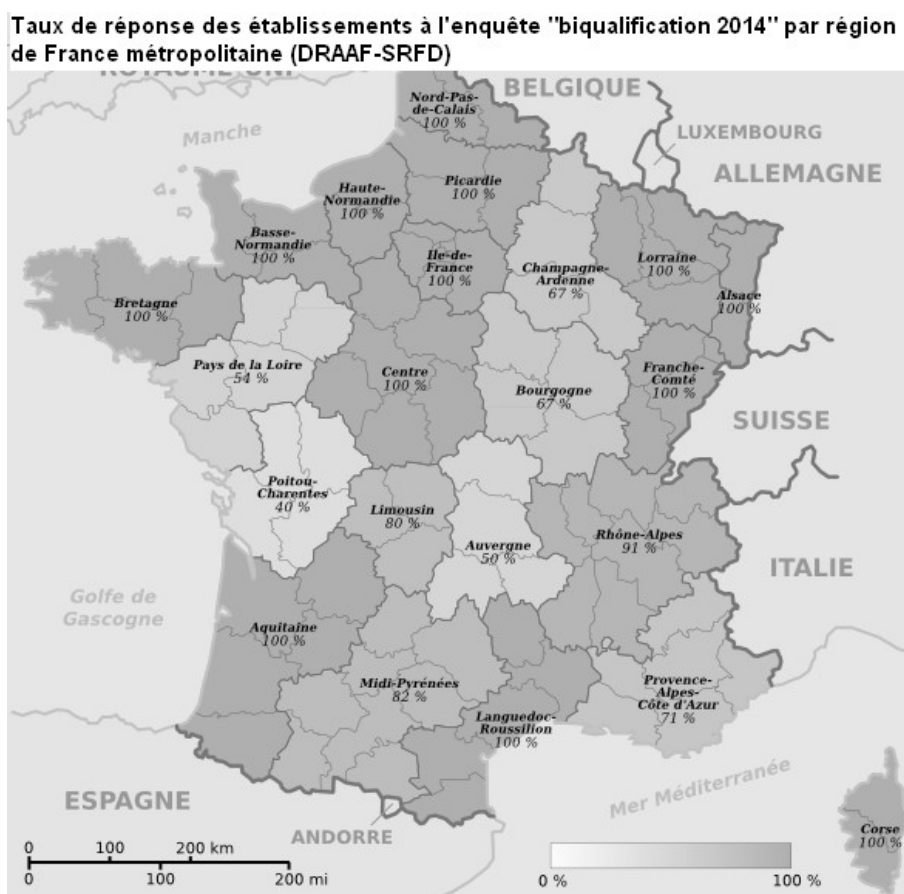 Taux de réponse des établissements à l'enquête "biqualification 2014" par région
de France métropolitaine (DRAAF-SRFD)
ROYAUME-UNI
BELGIQUE
Nord-Pas-
de-Calais
100 %
LUXEMBOURG
Manche
ALLEMAGNE
Picardie
100 %
Haute-
Normandie
100 %
Basse-
Normandie
100 %
Ile-de-
France
100 %
Champagne-
Ardenne
67 %
Lorraine
100 %
Alsace
100 %
Bretagne
100 %
Pays de la Loire
54 %
Centre
100 %
Bourgogne
67 %
Franche-
Comté
100 %
SUISSE
Poitou-
Charentes
40 %
Limousin
80 %
Auvergne
50 %
Rhône-Alpes
91 %
ITALIE
Golfe de
Gascogne
Aquitaine
100 %
Midi-Pyrénées
82 %
Languedoc-
Roussilion
100 %
Provence-
Alpes-
Côte d'Azur
71 %
ESPAGNE
ANDORRE
Mer Méditerranée
Corse
100 %
0 100 200 km
0 100 200 mi
0 % 100 %